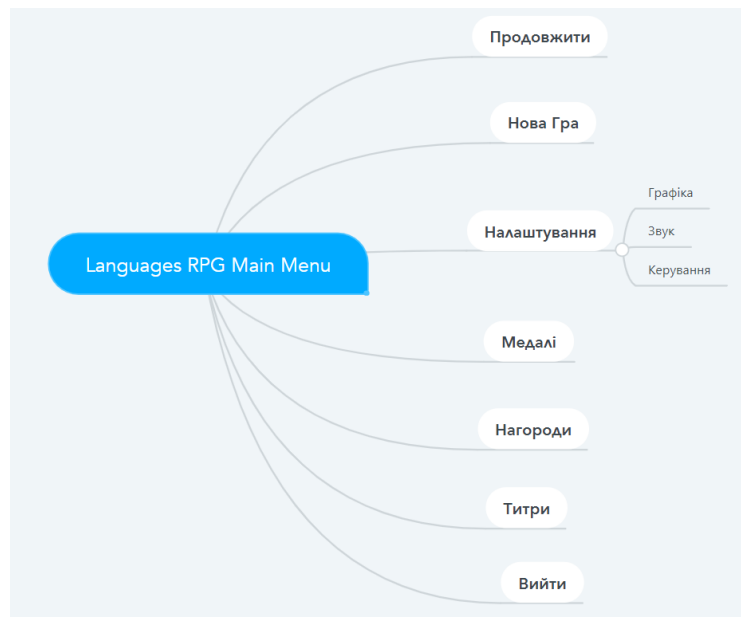 Languages RPG Main Menu
Продовжити
Нова Гра
Налаштування
Графіка
Звук
Керування
Медалі
Нагороди
Титри
Вийти